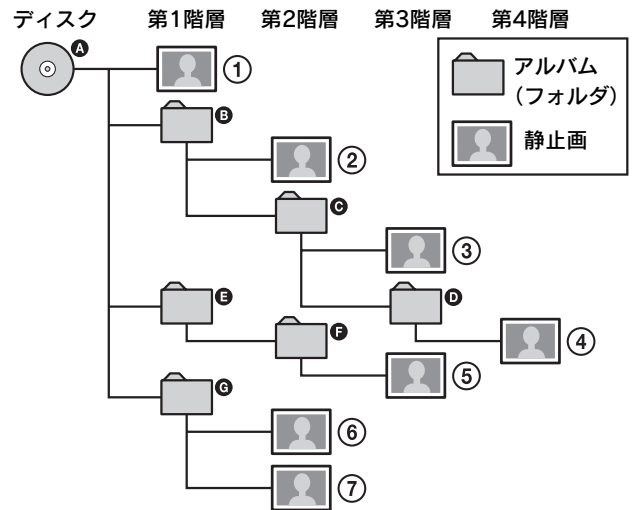 ディスク 第1階層 第2階層 第3階層 第4階層
アルバム
（フォルダ）
静止画
A
①
B
②
C
③
E
D
F
④
⑤
G
⑥
⑦